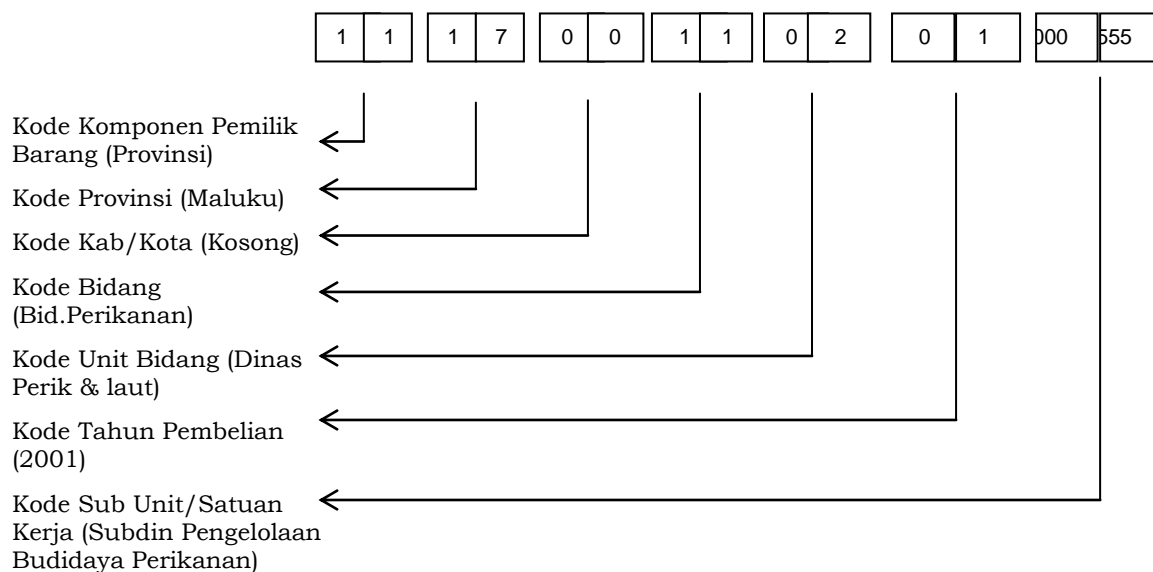 1 1 1 7 0 0 1 1 0 2 0 1 000 555
Kode Komponen Pemilik
Barang (Provinsi)
Kode Provinsi (Maluku)
Kode Kab/Kota (Kosong)
Kode Bidang
(Bid.Perikanan)
Kode Unit Bidang (Dinas
Perik & laut)
Kode Tahun Pembelian
(2001)
Kode Sub Unit/Satuan
Kerja (Subdin Pengelolaan
Budidaya Perikanan)